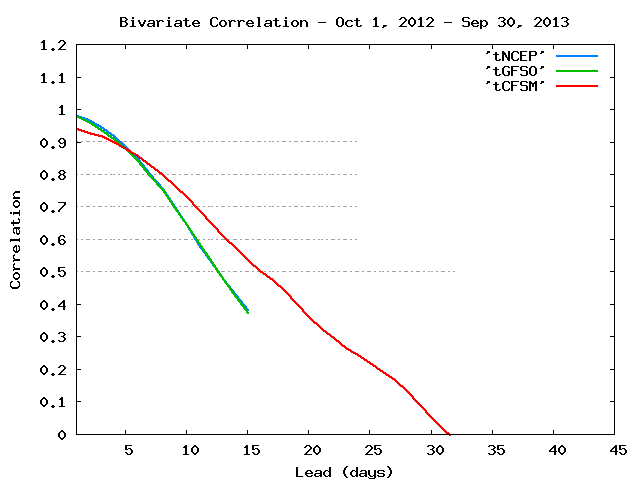 Bivariate Correlation - Oct 1, 2012 - Sep 30, 2013
'tNCEP'
'tGFSO'
'tCFSM'
1.2
1.1
1
0.9
0.8
0.7
0.6
0.5
0.4
0.3
0.2
0.1
0
Correlation
5 10 15 20 25 30 35 40 45
Lead (days)